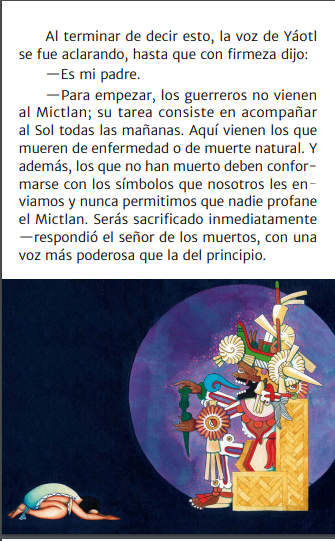 Al terminar de decir esto, la voz de Yáotl
se fue aclarando, hasta que con firmeza dijo:
—Es mi padre.
—Para empezar, los guerreros no vienen
al Mictlan; su tarea consiste en acompañar
al Sol todas las mañanas. Aquí vienen los que
mueren de enfermedad o de muerte natural. Y
además, los que no han muerto deben confor-
marse con los símbolos que nosotros les en-
viamos y nunca permitimos que nadie profane
el Mictlan. Serás sacrificado inmediatamente
—respondió el señor de los muertos, con una
voz más poderosa que la del principio.